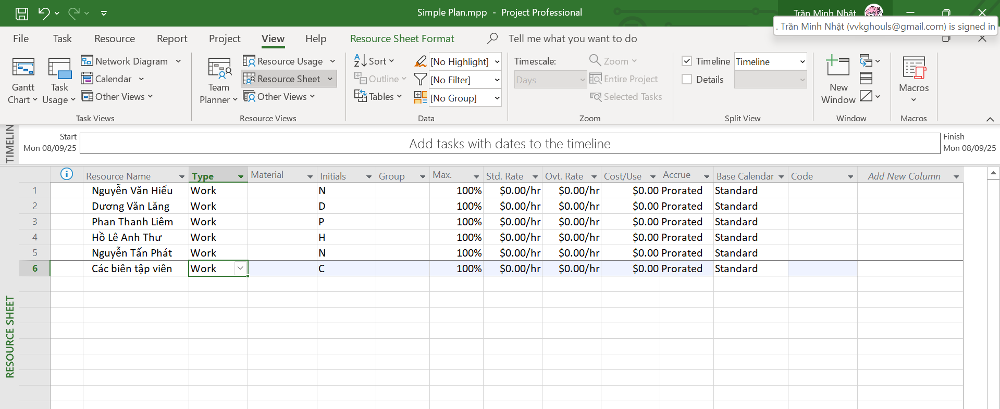 Simple Plan.mpp - Project Professional
Trần Minh Nhật
. Trần Minh Nhật (vvkghouls@gmail.com) is signed in
File Task Resource Report Project View Help Resource Sheet Format Tell me what you want to do
Gantt Chart
Task Usage
Network Diagram
Calendar
Other Views
Task Views
Team Planner
Resource Usage
Resource Sheet
Other Views
Resource Views
Sort
Outline
Tables
[No Highlight]
[No Filter]
[No Group]
Data
Timescale:
Days
Zoom
Entire Project
Selected Tasks
Zoom
Timeline Timeline
Details
Split View
New Window
Window
Macros
Macros
TIMELIN
Start
Mon 08/09/25
Add tasks with dates to the timeline
Finish
Mon 08/09/25
RESOURCE SHEET
Resource Name Type Material Initials Group Max. Std. Rate Ovt. Rate Cost/Use Accrue Base Calendar Code Add New Column
1 Nguyễn Văn Hiếu Work N 100% $0.00/hr $0.00/hr $0.00 Prorated Standard
2 Dương Văn Lăng Work D 100% $0.00/hr $0.00/hr $0.00 Prorated Standard
3 Phan Thanh Liêm Work P 100% $0.00/hr $0.00/hr $0.00 Prorated Standard
4 Hồ Lê Anh Thư Work H 100% $0.00/hr $0.00/hr $0.00 Prorated Standard
5 Nguyễn Tấn Phát Work N 100% $0.00/hr $0.00/hr $0.00 Prorated Standard
6 Các biên tập viên Work C 100% $0.00/hr $0.00/hr $0.00 Prorated Standard